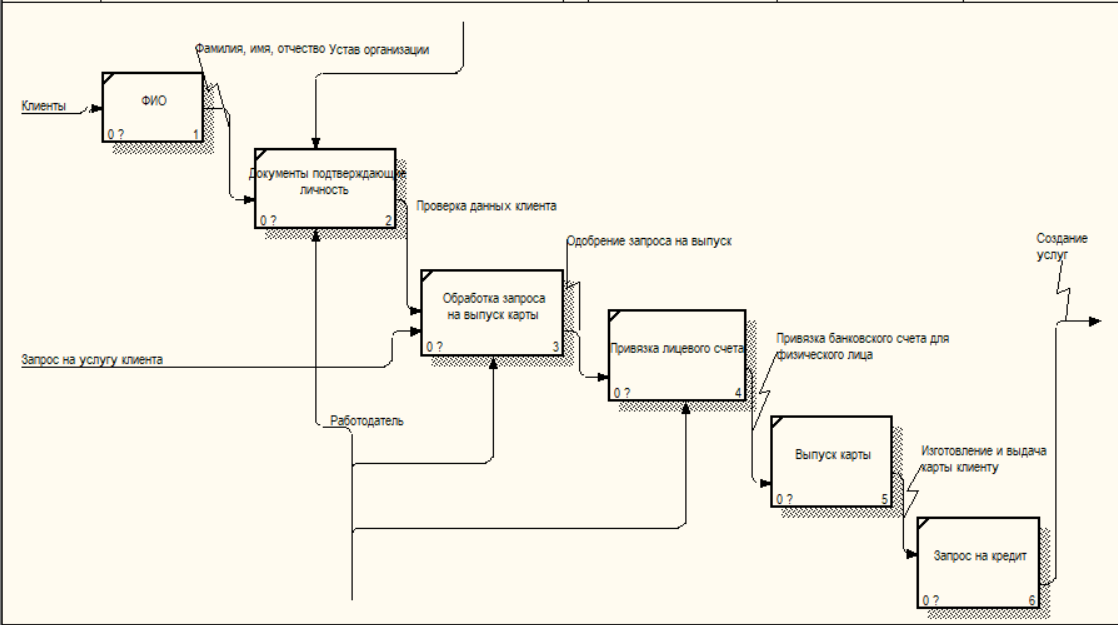 Фамилия, имя, отчество
Устав организации
Клиенты
ФИО
0 ?
1
Документы подтверждающие
личность
0 ?
2
Проверка данных клиента
Одобрение запроса на выпуск
Создание
услуг
Обработка запроса
на выпуск карты
0 ?
3
Запрос на услугу клиента
Привязка лицевого счета
0 ?
4
Привязка банковского счета для
физического лица
Работодатель
Выпуск карты
0 ?
5
Изготовление и выдача
карты клиенту
Запрос на кредит
0 ?
6